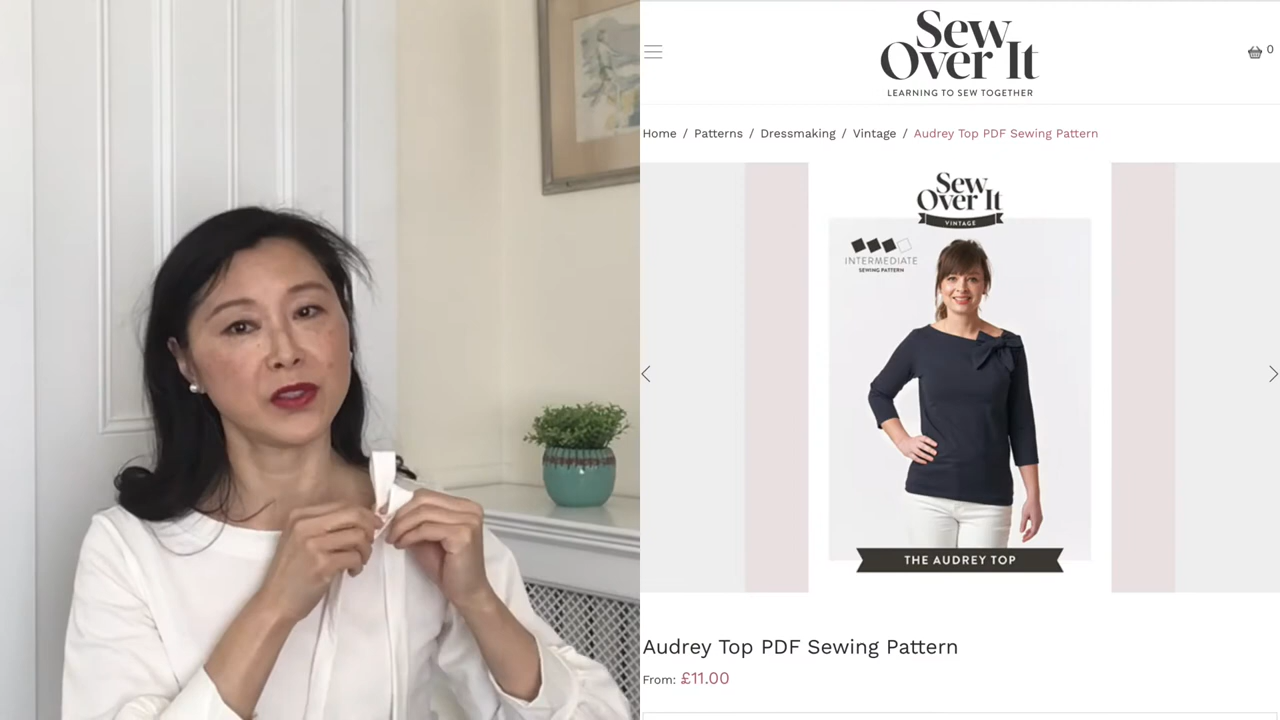 Sew
Over It
LEARNING TO SEW TOGETHER
0
Home / Patterns / Dressmaking / Vintage / Audrey Top PDF Sewing Pattern
Sew
Over It
VINTAGE
INTERMEDIATE
SEWING PATTERN
THE AUDREY TOP
Audrey Top PDF Sewing Pattern
From: £11.00